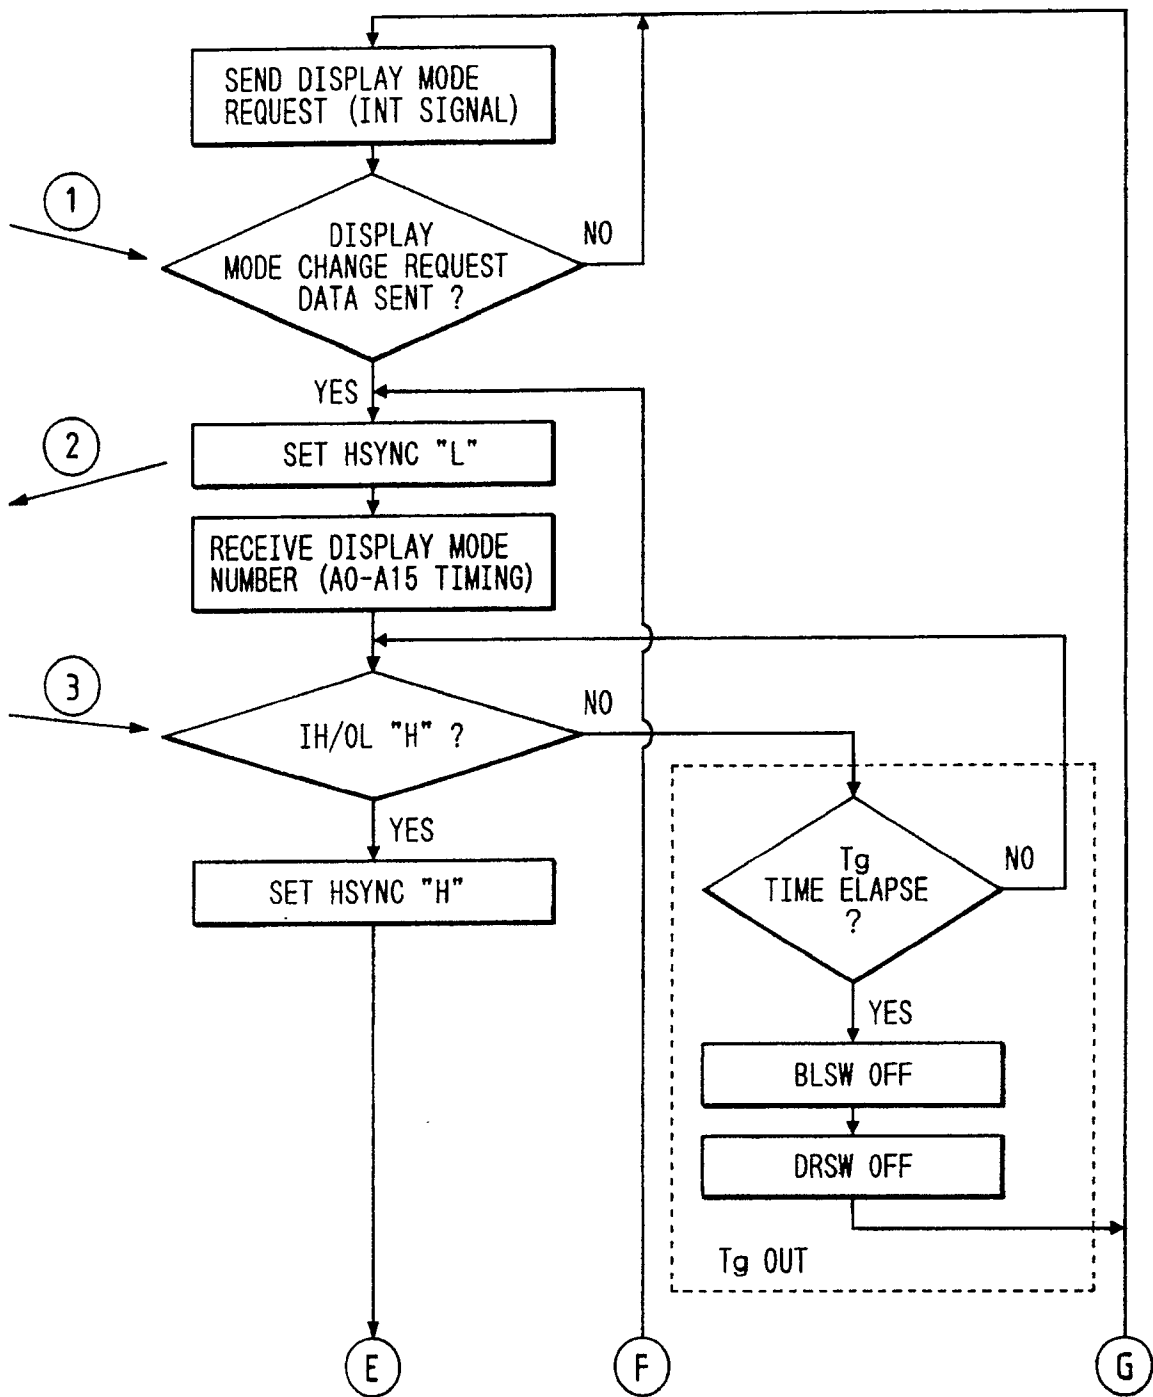 SEND DISPLAY MODE
REQUEST (INT SIGNAL)
1
DISPLAY
MODE CHANGE REQUEST
DATA SENT ?
NO
YES
2
SET HSYNC "L"
RECEIVE DISPLAY MODE
NUMBER (A0-A15 TIMING)
3
IH/OL "H" ?
NO
YES
SET HSYNC "H"
Tg
TIME ELAPSE
?
NO
YES
BLSW OFF
DRSW OFF
Tg OUT
E
F
G